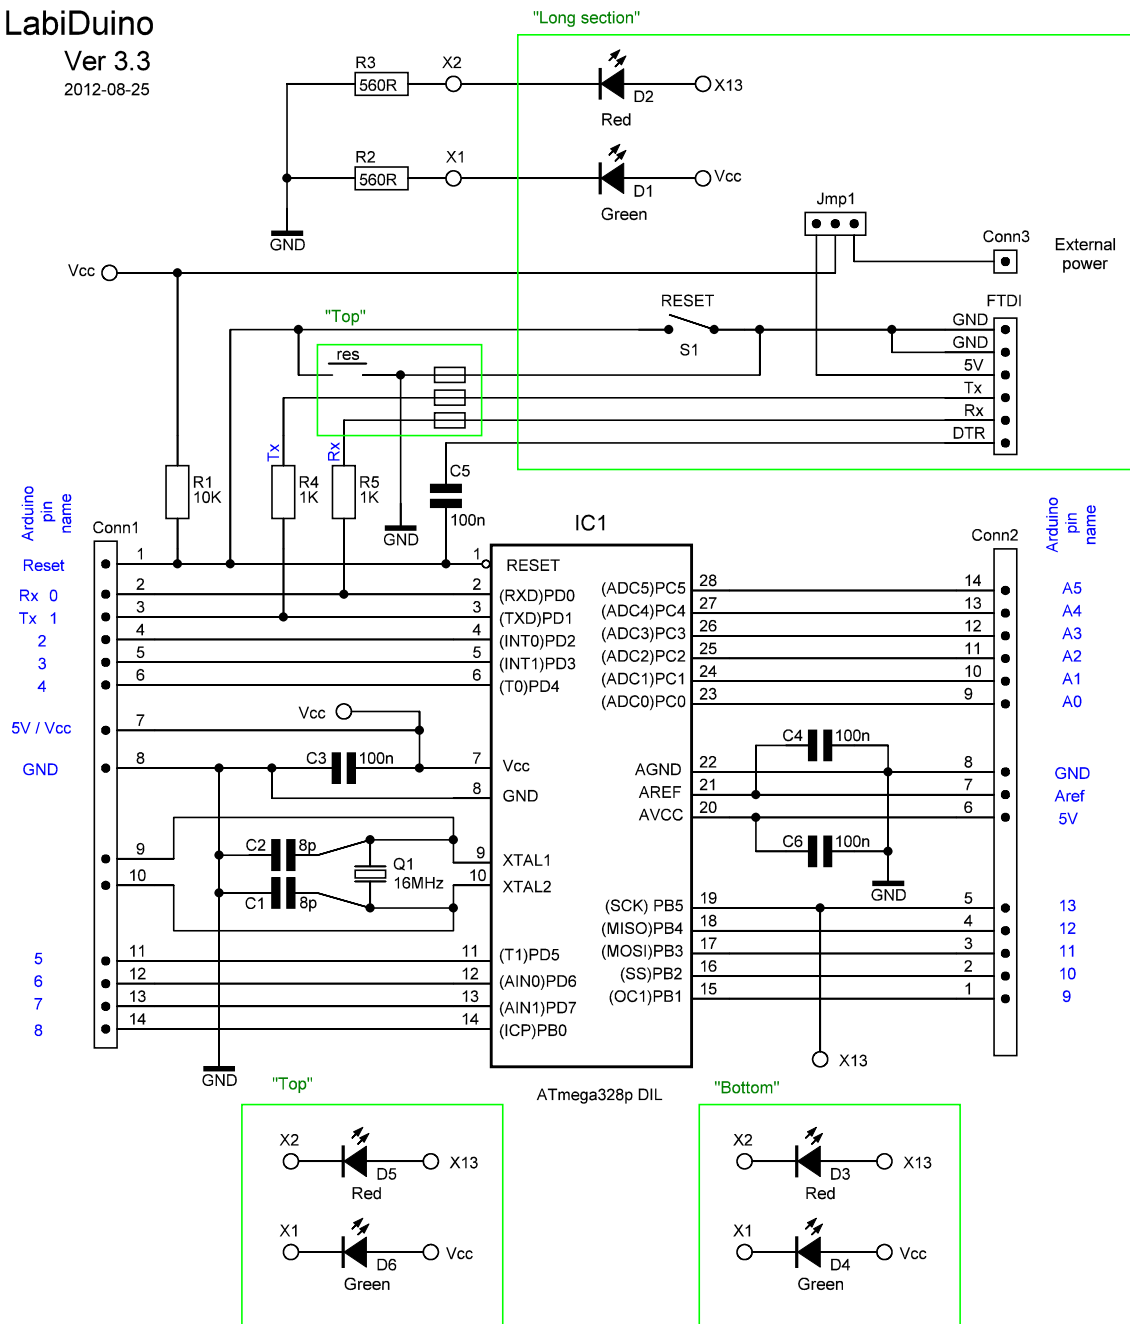 LabiDuino
Ver 3.3
2012-08-25
"Long section"
R3
560R
X2
D2
Red
X13
R2
560R
X1
D1
Green
Vcc
GND
Jmp1
Conn3
External
power
Vcc
"Top"
RESET
S1
FTDI
GND
GND
5V
Tx
Rx
DTR
res
Tx
Rx
R1
10K
R4
1K
R5
1K
C5
100n
GND
Arduino
pin
name
Conn1
IC1
Conn2
Arduino
pin
name
Reset
1
1
RESET
Rx 0
2
2
(RXD)PD0
Tx 1
3
3
(TXD)PD1
2
4
4
(INT0)PD2
3
5
5
(INT1)PD3
4
6
6
(T0)PD4
(ADC5)PC5
28
14
A5
(ADC4)PC4
27
13
A4
(ADC3)PC3
26
12
A3
(ADC2)PC2
25
11
A2
(ADC1)PC1
24
10
A1
(ADC0)PC0
23
9
A0
Vcc
5V / Vcc
7
GND
8
C3
100n
7
Vcc
8
GND
C4
100n
AGND
22
8
GND
AREF
21
7
Aref
AVCC
20
6
5V
C6
100n
GND
9
C2
8p
Q1
16MHz
9
XTAL1
10
C1
8p
10
XTAL2
(SCK) PB5
19
5
13
(MISO)PB4
18
4
12
(MOSI)PB3
17
3
11
(SS)PB2
16
2
10
(OC1)PB1
15
1
9
5
11
11
(T1)PD5
6
12
12
(AIN0)PD6
7
13
13
(AIN1)PD7
8
14
14
(ICP)PB0
GND
X13
ATmega328p DIL
"Top"
X2
D5
Red
X13
X1
D6
Green
Vcc
"Bottom"
X2
D3
Red
X13
X1
D4
Green
Vcc